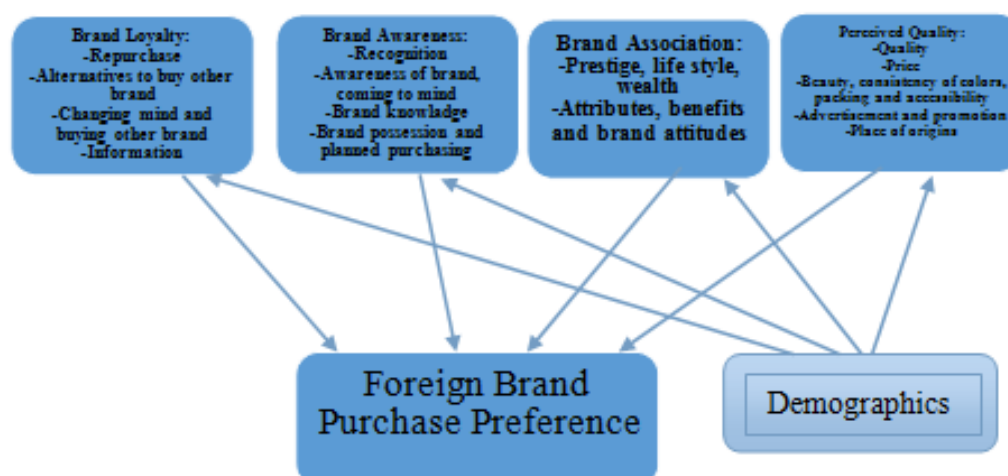 Brand Loyalty:
-Repurchase
-Alternatives to buy other
brand
-Changing mind and
buying other brand
-Information
Brand Awareness:
-Recognition
-Awareness of brand,
coming to mind
-Brand knowladge
-Brand possession and
planned purchasing
Brand Association:
-Prestige, life style,
wealth
-Attributes, benefits
and brand attitudes
Perceived Quality:
-Quality
-Price
-Beauty, consistency of colors,
packing and accesibility
-Advertisement and promotion
-Place of origins
Foreign Brand
Purchase Preference
Demographics